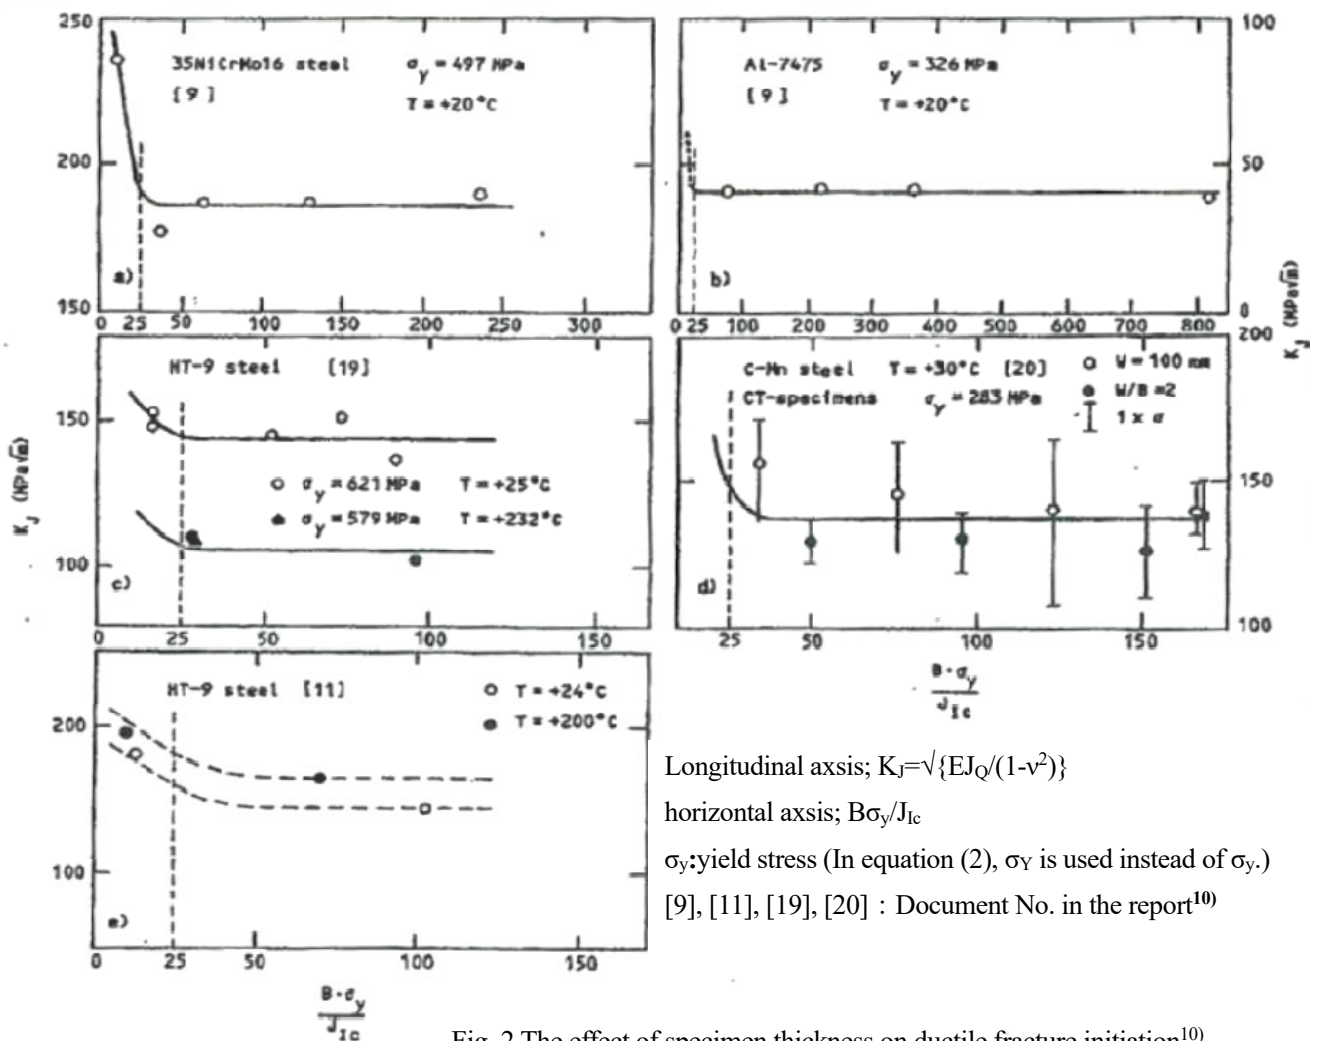 250
200
150
35NiCrMo16 steel σy = 497 MPa
[9] T = +20°C
a)
0 25 50 100 150 200 250 300
Al-7475 σy = 326 MPa
[9] T = +20°C
b)
100
50
0
0 25 100 200 300 400 500 600 700 800
KJ (MPa√m)
HT-9 steel [19]
150
100
σy = 621 MPa T = +25°C
σy = 579 MPa T = +232°C
c)
0 25 50 100 150
KJ (MPa√m)
C-Mn steel T = +30°C [20]
CT-specimens σy = 283 MPa
W = 100 mm
W/B = 2
1 x σ
d)
200
150
100
25 50 100 150
B·σy
JIc
HT-9 steel [11]
T = +24°C
T = +200°C
200
100
e)
0 25 50 100 150
B·σy
JIc
Longitudinal axsis; KJ=√{EJQ/(1-ν²)}
horizontal axsis; Bσy/JIc
σy:yield stress (In equation (2), σY is used instead of σy.)
[9], [11], [19], [20] : Document No. in the report10)
Fig. 2 The effect of specimen thickness on ductile fracture initiation10)